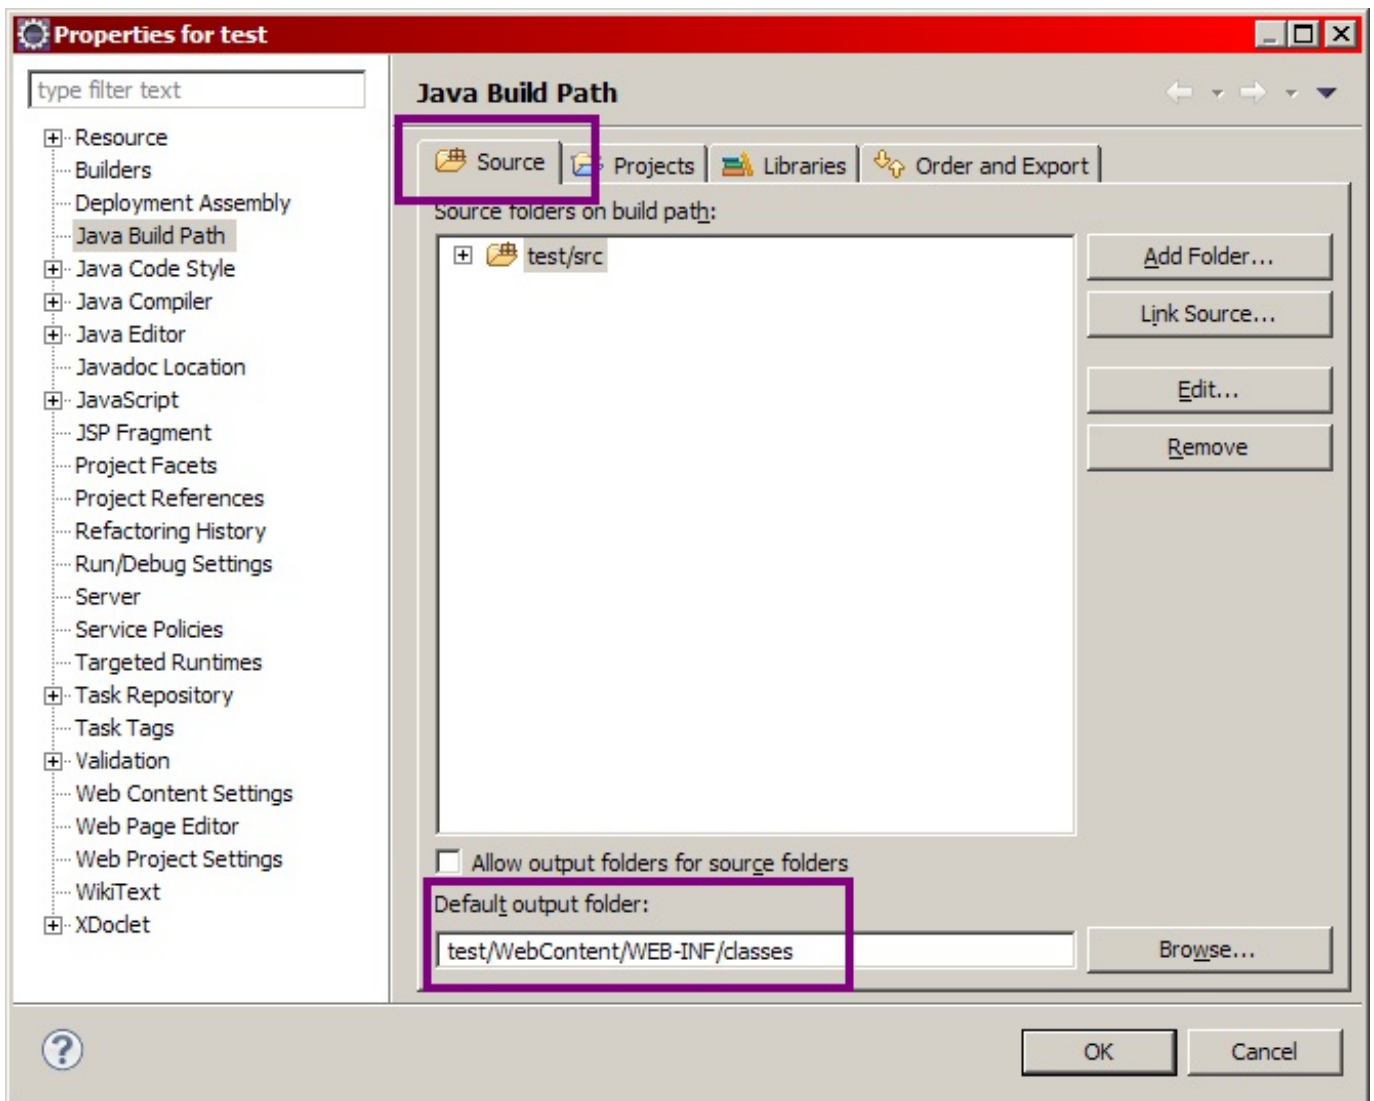 Properties for test
type filter text
Resource
Builders
Deployment Assembly
Java Build Path
Java Code Style
Java Compiler
Java Editor
Javadoc Location
JavaScript
JSP Fragment
Project Facets
Project References
Refactoring History
Run/Debug Settings
Server
Service Policies
Targeted Runtimes
Task Repository
Task Tags
Validation
Web Content Settings
Web Page Editor
Web Project Settings
WikiText
XDoclet
Java Build Path
Source Projects Libraries Order and Export
Source folders on build path:
test/src
Add Folder...
Link Source...
Edit...
Remove
Allow output folders for source folders
Default output folder:
test/WebContent/WEB-INF/classes
Browse...
?
OK Cancel